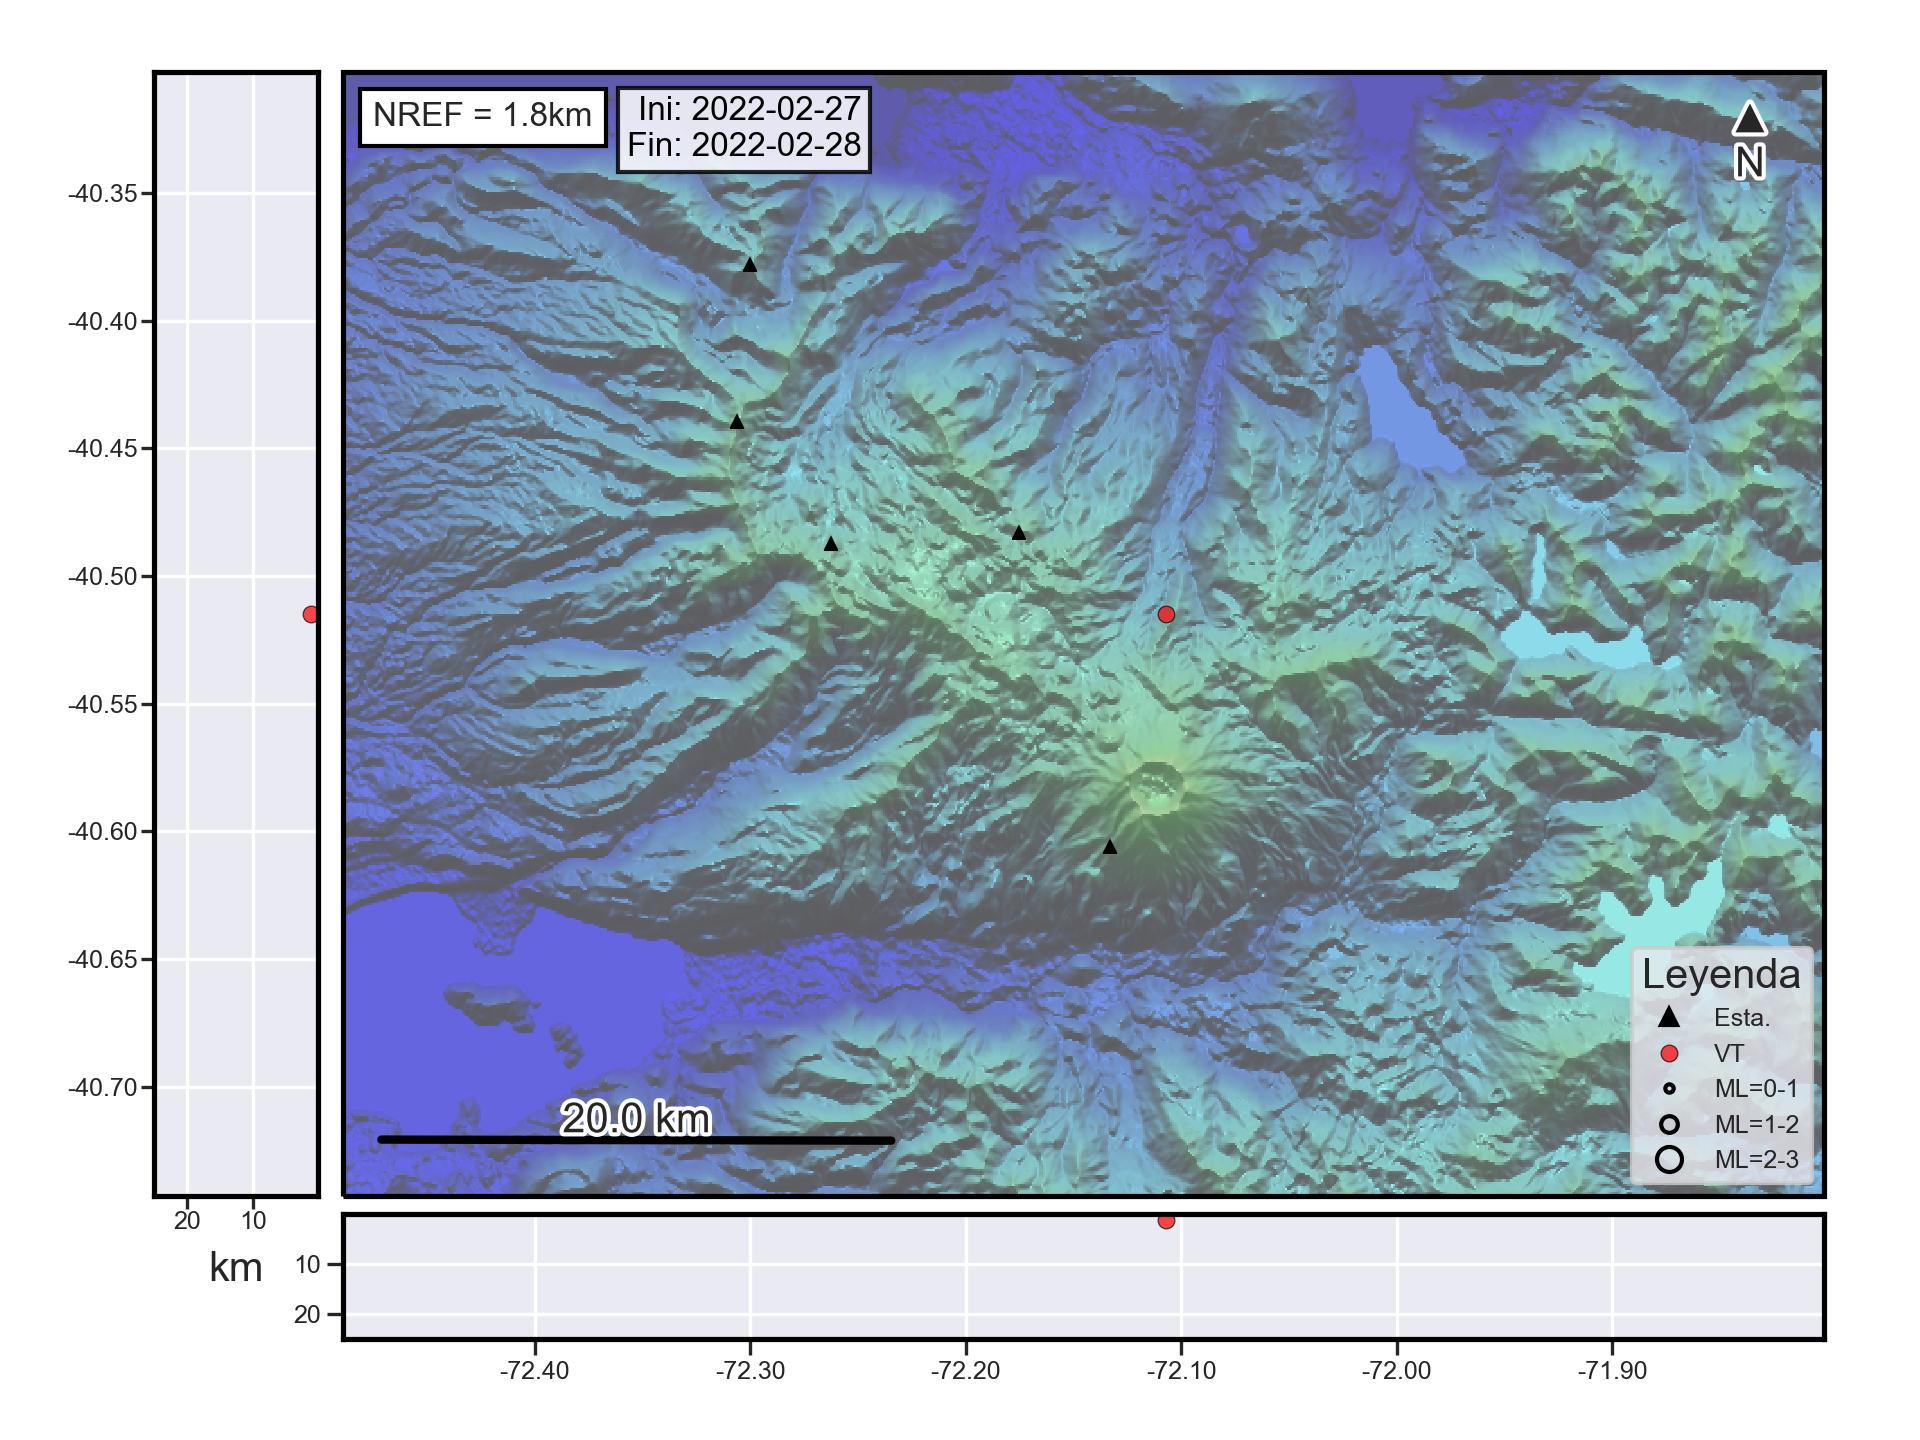 NREF = 1.8km
Ini: 2022-02-27
Fin: 2022-02-28
N
-40.35
-40.40
-40.45
-40.50
-40.55
-40.60
-40.65
-40.70
20.0 km
Leyenda
Esta.
VT
ML=0-1
ML=1-2
ML=2-3
20 10
km
10
20
-72.40 -72.30 -72.20 -72.10 -72.00 -71.90